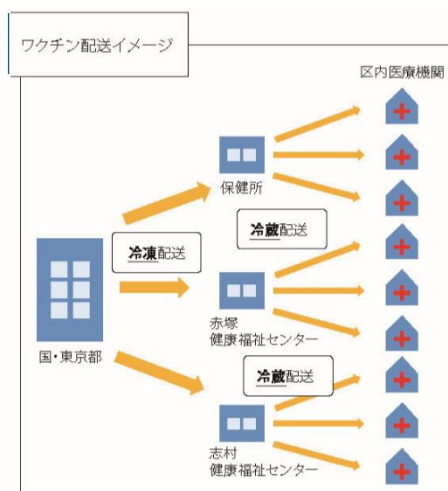 ワクチン配送イメージ
区内医療機関
保健所
冷蔵配送
冷凍配送
国・東京都
赤塚
健康福祉センター
冷蔵配送
志村
健康福祉センター